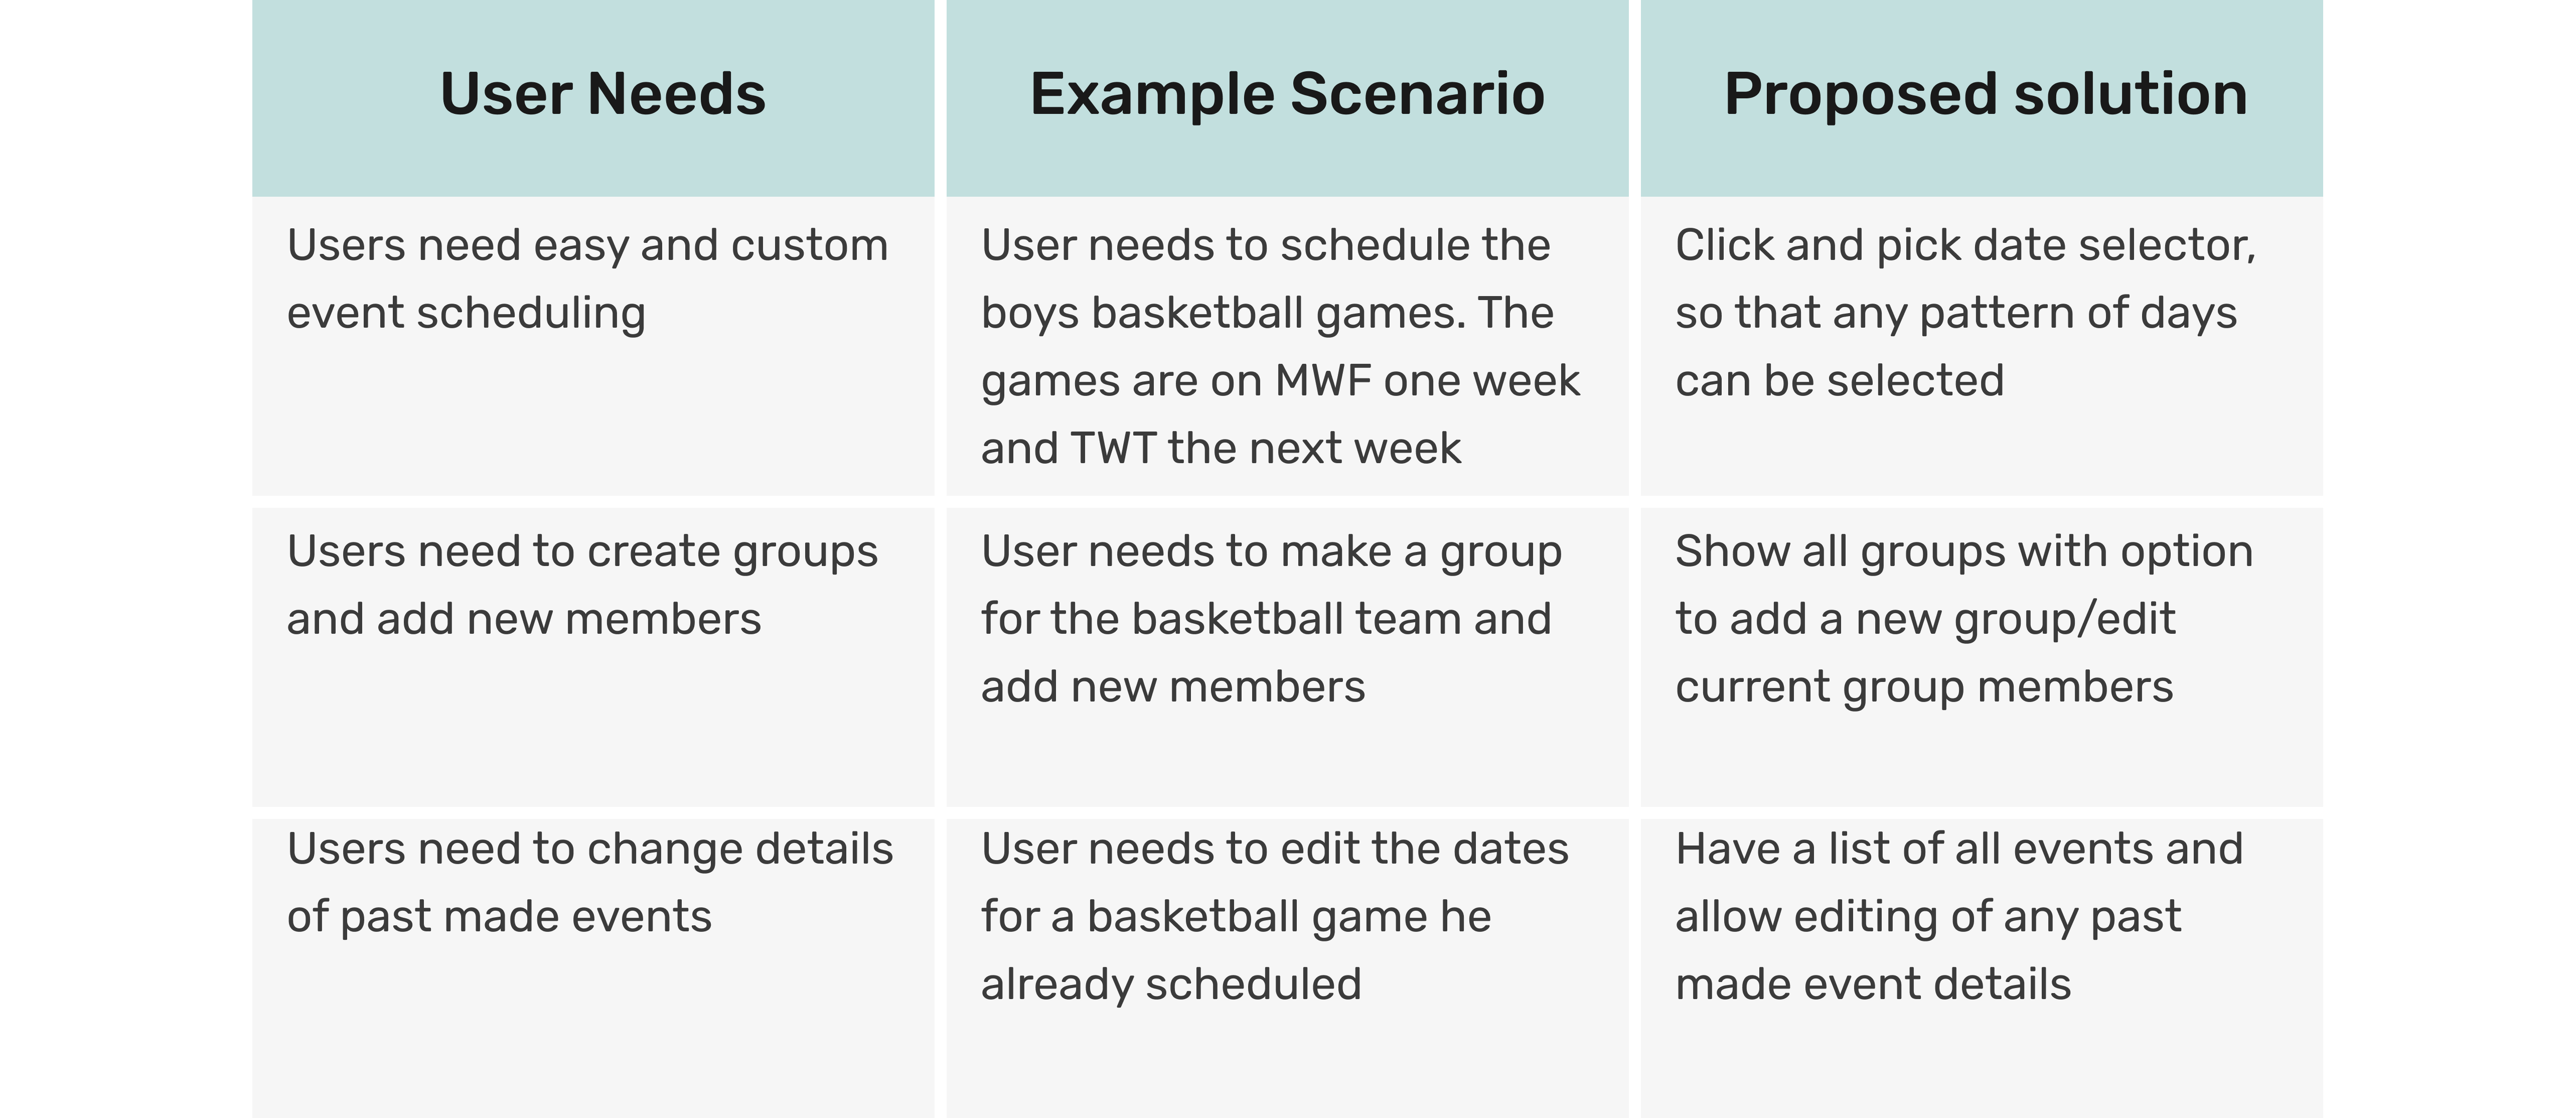 User Needs
Example Scenario
Proposed solution
Users need easy and custom
event scheduling
User needs to schedule the
boys basketball games. The
games are on MWF one week
and TWT the next week
Click and pick date selector,
so that any pattern of days
can be selected
Users need to create groups
and add new members
User needs to make a group
for the basketball team and
add new members
Show all groups with option
to add a new group/edit
current group members
Users need to change details
of past made events
User needs to edit the dates
for a basketball game he
already scheduled
Have a list of all events and
allow editing of any past
made event details